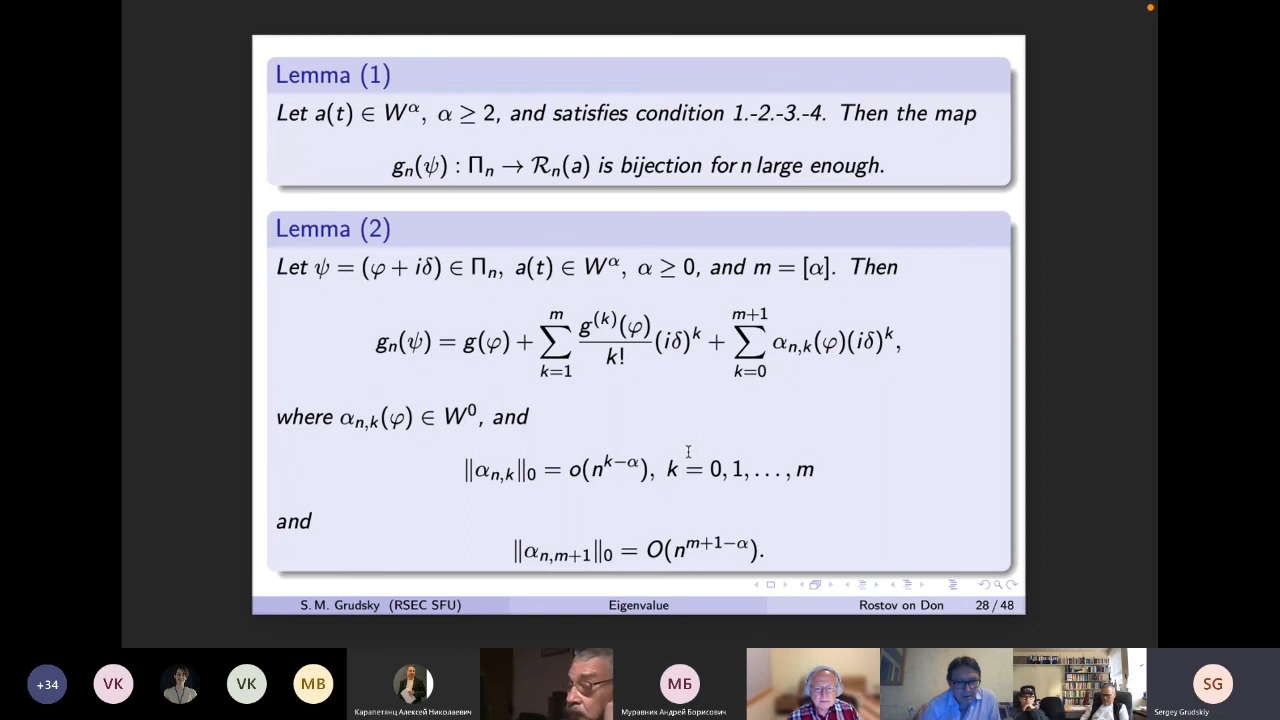 Lemma (1)
Let a(t) ∈ W^α, α ≥ 2, and satisfies condition 1.-2.-3.-4. Then the map
g_n(ψ) : Π_n → R_n(a) is bijection for n large enough.
Lemma (2)
Let ψ = (φ + iδ) ∈ Π_n, a(t) ∈ W^α, α ≥ 0, and m = [α]. Then
g_n(ψ) = g(φ) + ∑_{k=1}^{m} \frac{g^{(k)}(φ)}{k!} (iδ)^k + ∑_{k=0}^{m+1} α_{n,k}(φ)(iδ)^k,
where α_{n,k}(φ) ∈ W^0, and
‖α_{n,k}‖_0 = o(n^{k−α}), k = 0, 1, . . . , m
and
‖α_{n,m+1}‖_0 = O(n^{m+1−α}).
S. M. Grudsky (RSEC SFU) Eigenvalue Rostov on Don 28 / 48
+34 VK VK MB МБ SG
Карапетянц Алексей Николаевич Муравник Андрей Борисович Sergey Grudskiy